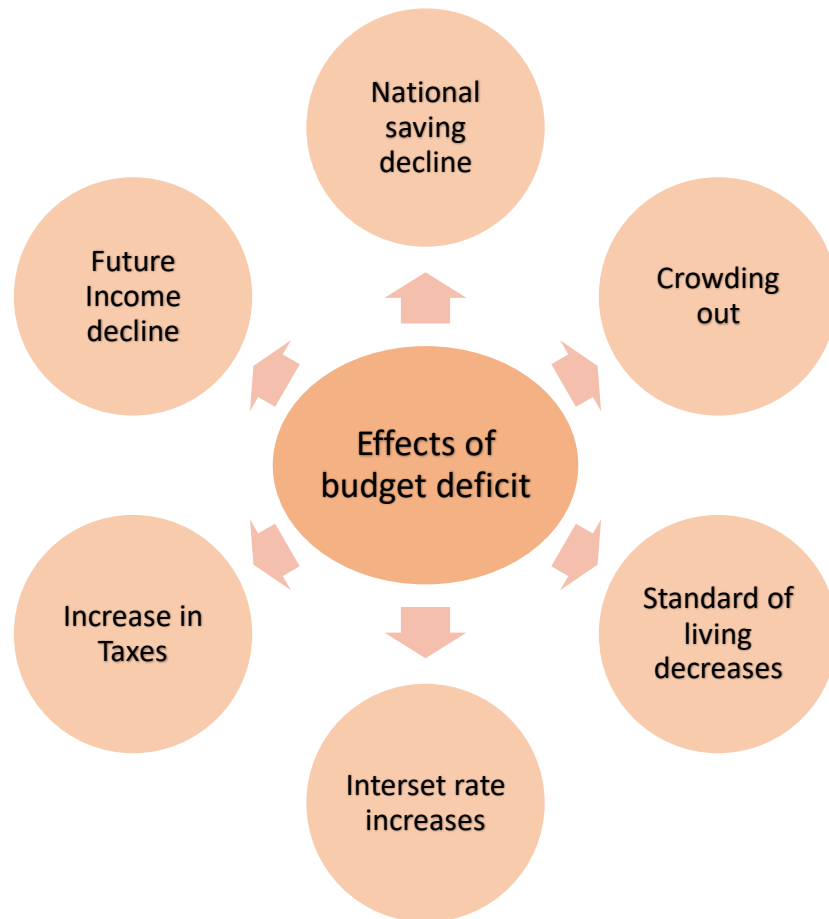 National
saving
decline
Future
Income
decline
Crowding
out
Effects of
budget deficit
Increase in
Taxes
Standard of
living
decreases
Interset rate
increases